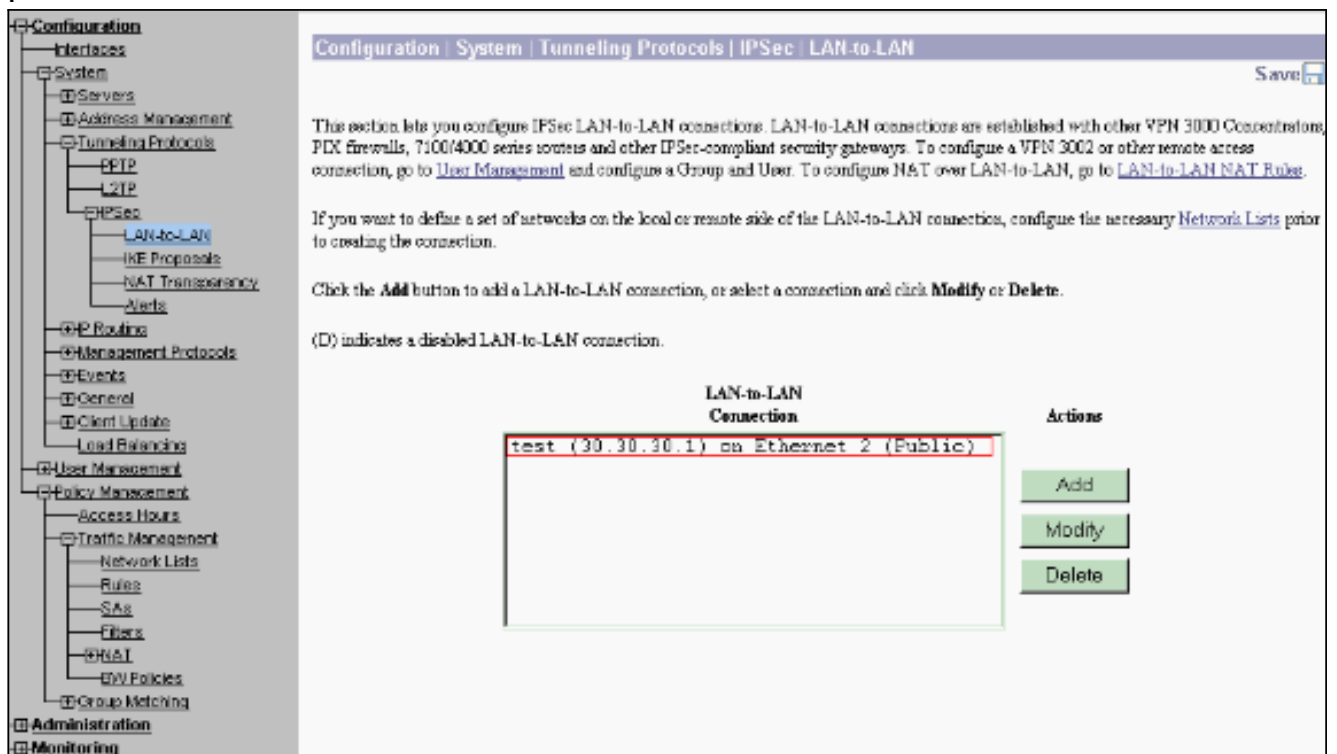 Configuration
Interfaces
System
Servers
Address Management
Tunneling Protocols
PPTP
L2TP
IPSec
LAN-to-LAN
IKE Proposals
NAT Transparency
Alerts
IP Routing
Management Protocols
Events
General
Client Update
Load Balancing
User Management
Policy Management
Access Hours
Traffic Management
Network Lists
Rules
SAs
Filters
NAT
BW Policies
Group Matching
Administration
Monitoring
Configuration | System | Tunneling Protocols | IPSec | LAN-to-LAN
Save
This section lets you configure IPSec LAN-to-LAN connections. LAN-to-LAN connections are established with other VPN 3000 Concentrators,
PIX firewalls, 7100/4000 series routers and other IPSec-compliant security gateways. To configure a VPN 3002 or other remote access
connection, go to User Management and configure a Group and User. To configure NAT over LAN-to-LAN, go to LAN-to-LAN NAT Rules.
If you want to define a set of networks on the local or remote side of the LAN-to-LAN connection, configure the necessary Network Lists prior
to creating the connection.
Click the Add button to add a LAN-to-LAN connection, or select a connection and click Modify or Delete.
(D) indicates a disabled LAN-to-LAN connection.
LAN-to-LAN
Connection
Actions
test (30.30.30.1) on Ethernet 2 (Public)
Add
Modify
Delete